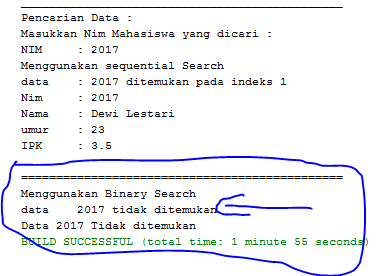 Pencarian Data :
Masukkan Nim Mahasiswa yang dicari :
NIM : 2017
Menggunakan sequential Search
data : 2017 ditemukan pada indeks 1
Nim : 2017
Nama : Dewi Lestari
umur : 23
IPK : 3.5
==============================================
Menggunakan Binary Search
data 2017 tidak ditemukan
Data 2017 Tidak ditemukan
BUILD SUCCESSFUL (total time: 1 minute 55 seconds)